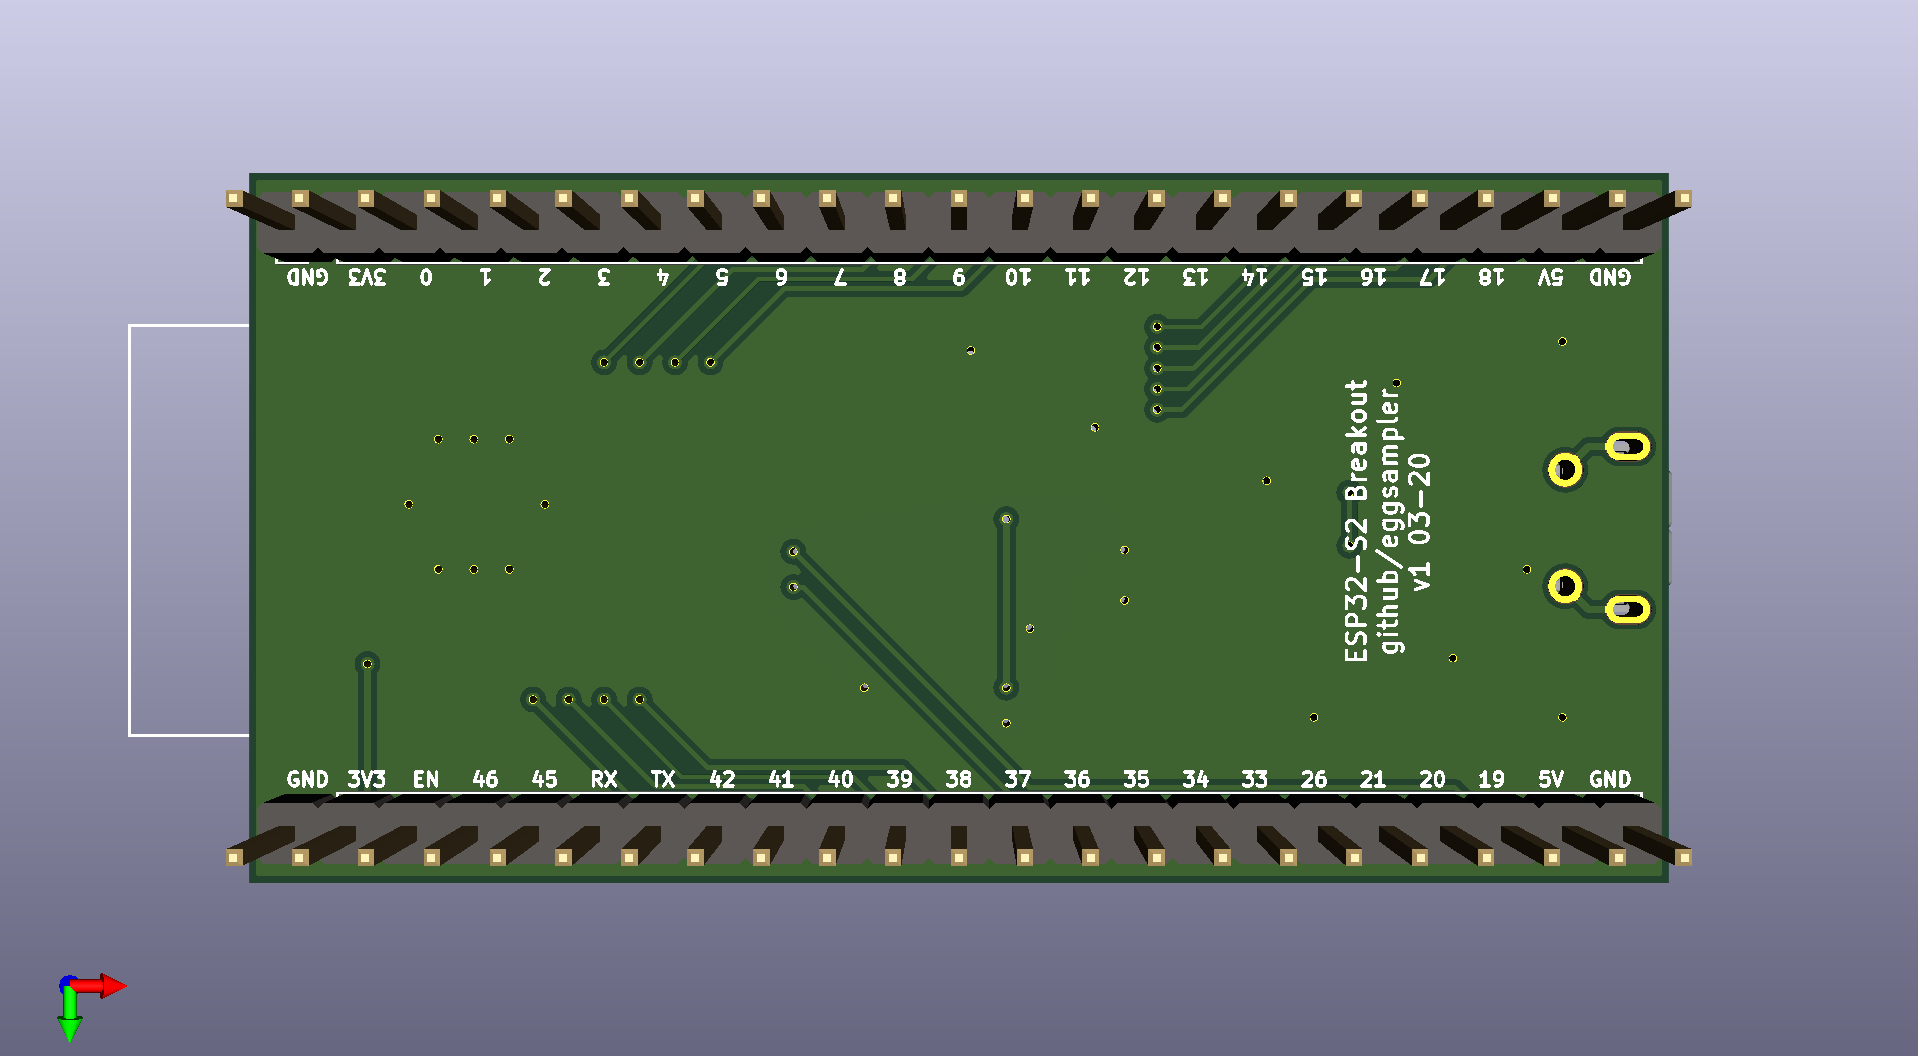 GND 3V3 0 1 2 3 4 5 6 7 8 9 10 11 12 13 14 15 16 17 18 5V GND
ESP32-S2 Breakout
github/eggsampler
v1 03-20
GND 3V3 EN 46 45 RX TX 42 41 40 39 38 37 36 35 34 33 26 21 20 19 5V GND